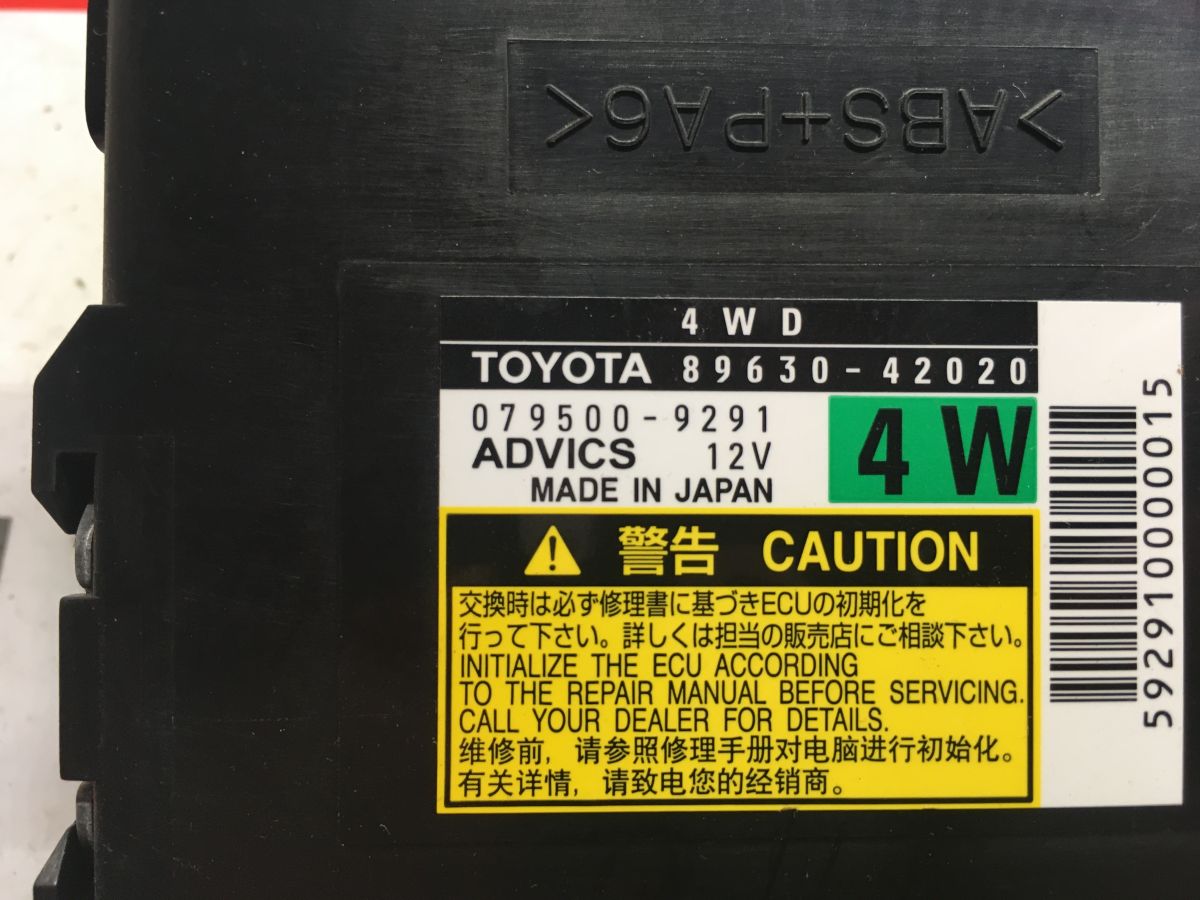 >ABS+PA6<
4WD
TOYOTA 89630-42020
079500-9291
ADVICS 12V
MADE IN JAPAN
4W
警告 CAUTION
交換時は必ず修理書に基づきECUの初期化を
行って下さい。詳しくは担当の販売店にご相談下さい。
INITIALIZE THE ECU ACCORDING
TO THE REPAIR MANUAL BEFORE SERVICING.
CALL YOUR DEALER FOR DETAILS.
维修前，请参照修理手册对电脑进行初始化。
有关详情，请致电您的经销商。
592910000015